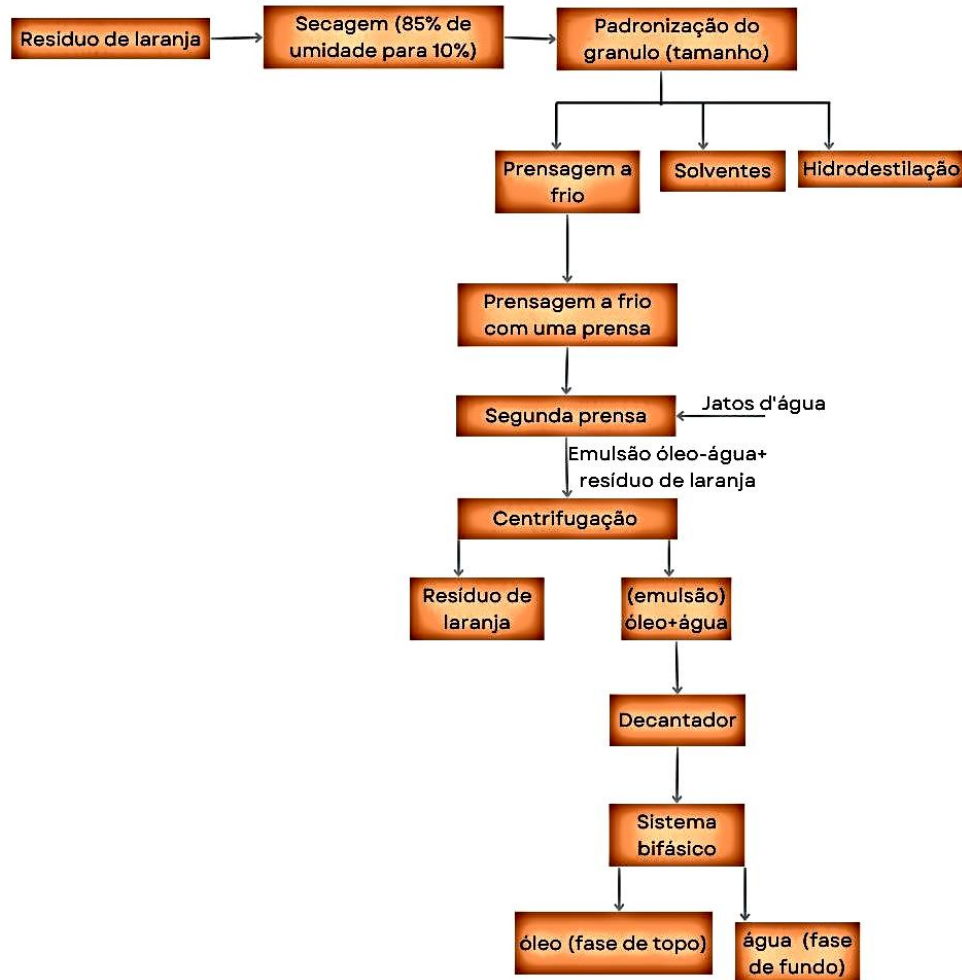 Residuo de laranja
Secagem (85% de
umidade para 10%)
Padronização do
granulo (tamanho)
Prensagem a
frio
Solventes
Hidrodestilação
Prensagem a frio
com uma prensa
Segunda prensa
Jatos d'água
Emulsão óleo-água+
resíduo de laranja
Centrifugação
Resíduo de
laranja
(emulsão)
óleo+água
Decantador
Sistema
bifásico
óleo (fase de topo)
água (fase
de fundo)